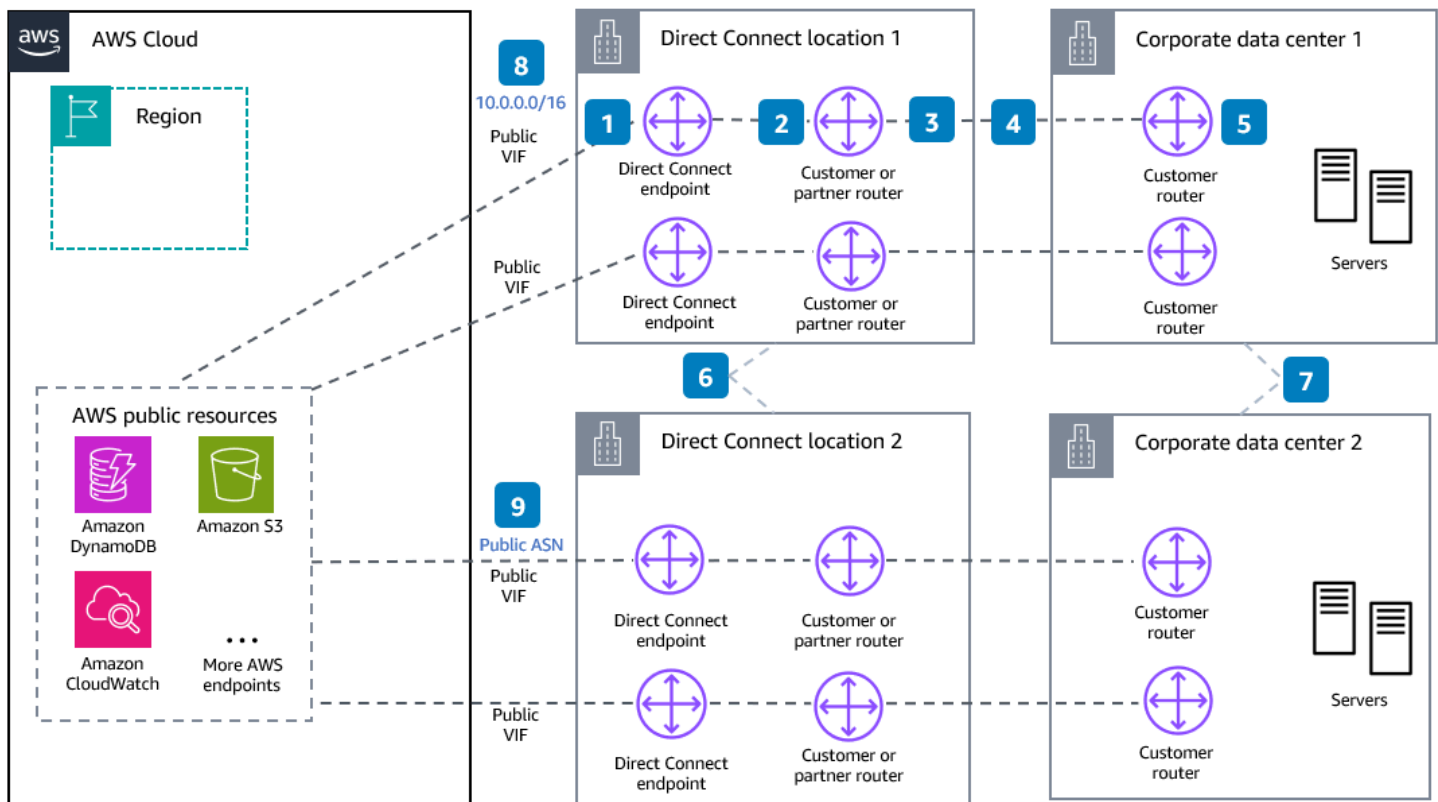 aws
AWS Cloud
Region
8
10.0.0.0/16
Public
VIF
Public
VIF
Direct Connect location 1
1
2
3
Direct Connect
endpoint
Customer or
partner router
Direct Connect
endpoint
Customer or
partner router
4
Corporate data center 1
5
Customer
router
Customer
router
Servers
6
7
AWS public resources
Amazon
DynamoDB
Amazon S3
Amazon
CloudWatch
...
More AWS
endpoints
9
Public ASN
Public
VIF
Public
VIF
Direct Connect location 2
Direct Connect
endpoint
Customer or
partner router
Direct Connect
endpoint
Customer or
partner router
Corporate data center 2
Customer
router
Customer
router
Servers